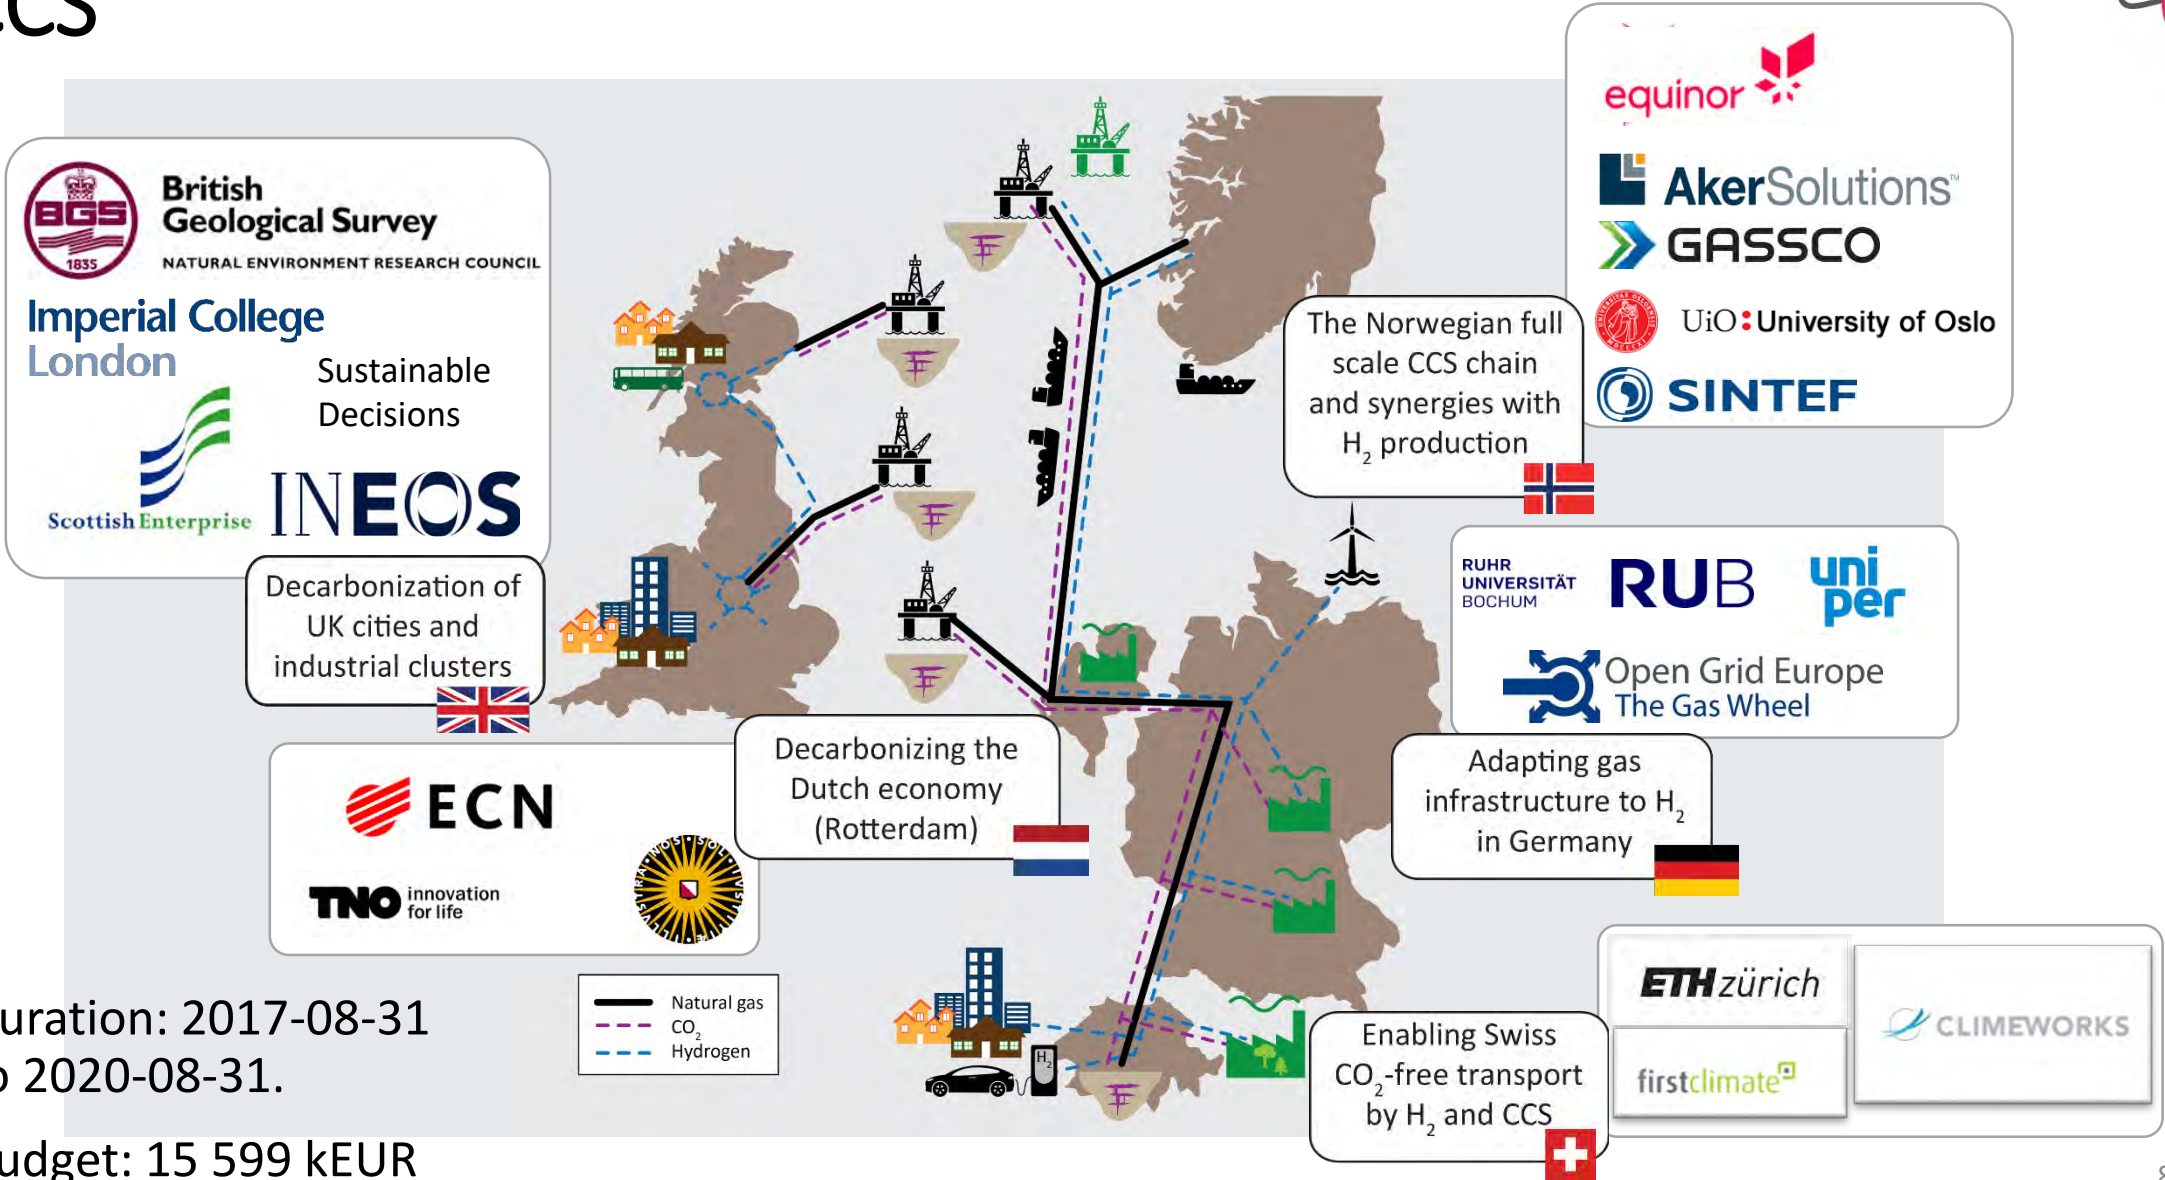 CCS
BGS
1835
British
Geological Survey
NATURAL ENVIRONMENT RESEARCH COUNCIL
Imperial College
London
Sustainable
Decisions
Scottish Enterprise
INEOS
Decarbonization of
UK cities and
industrial clusters
equinor
AkerSolutions™
GASSCO
UiO:University of Oslo
SINTEF
The Norwegian full
scale CCS chain
and synergies with
H₂ production
RUHR
UNIVERSITÄT
BOCHUM
RUB
uni
per
Open Grid Europe
The Gas Wheel
Adapting gas
infrastructure to H₂
in Germany
ECN
TNO innovation
for life
Decarbonizing the
Dutch economy
(Rotterdam)
Natural gas
CO₂
Hydrogen
H₂
ETH zürich
CLIMEWORKS
firstclimate
Enabling Swiss
CO₂-free transport
by H₂ and CCS
uration: 2017-08-31
o 2020-08-31.
udget: 15 599 kEUR